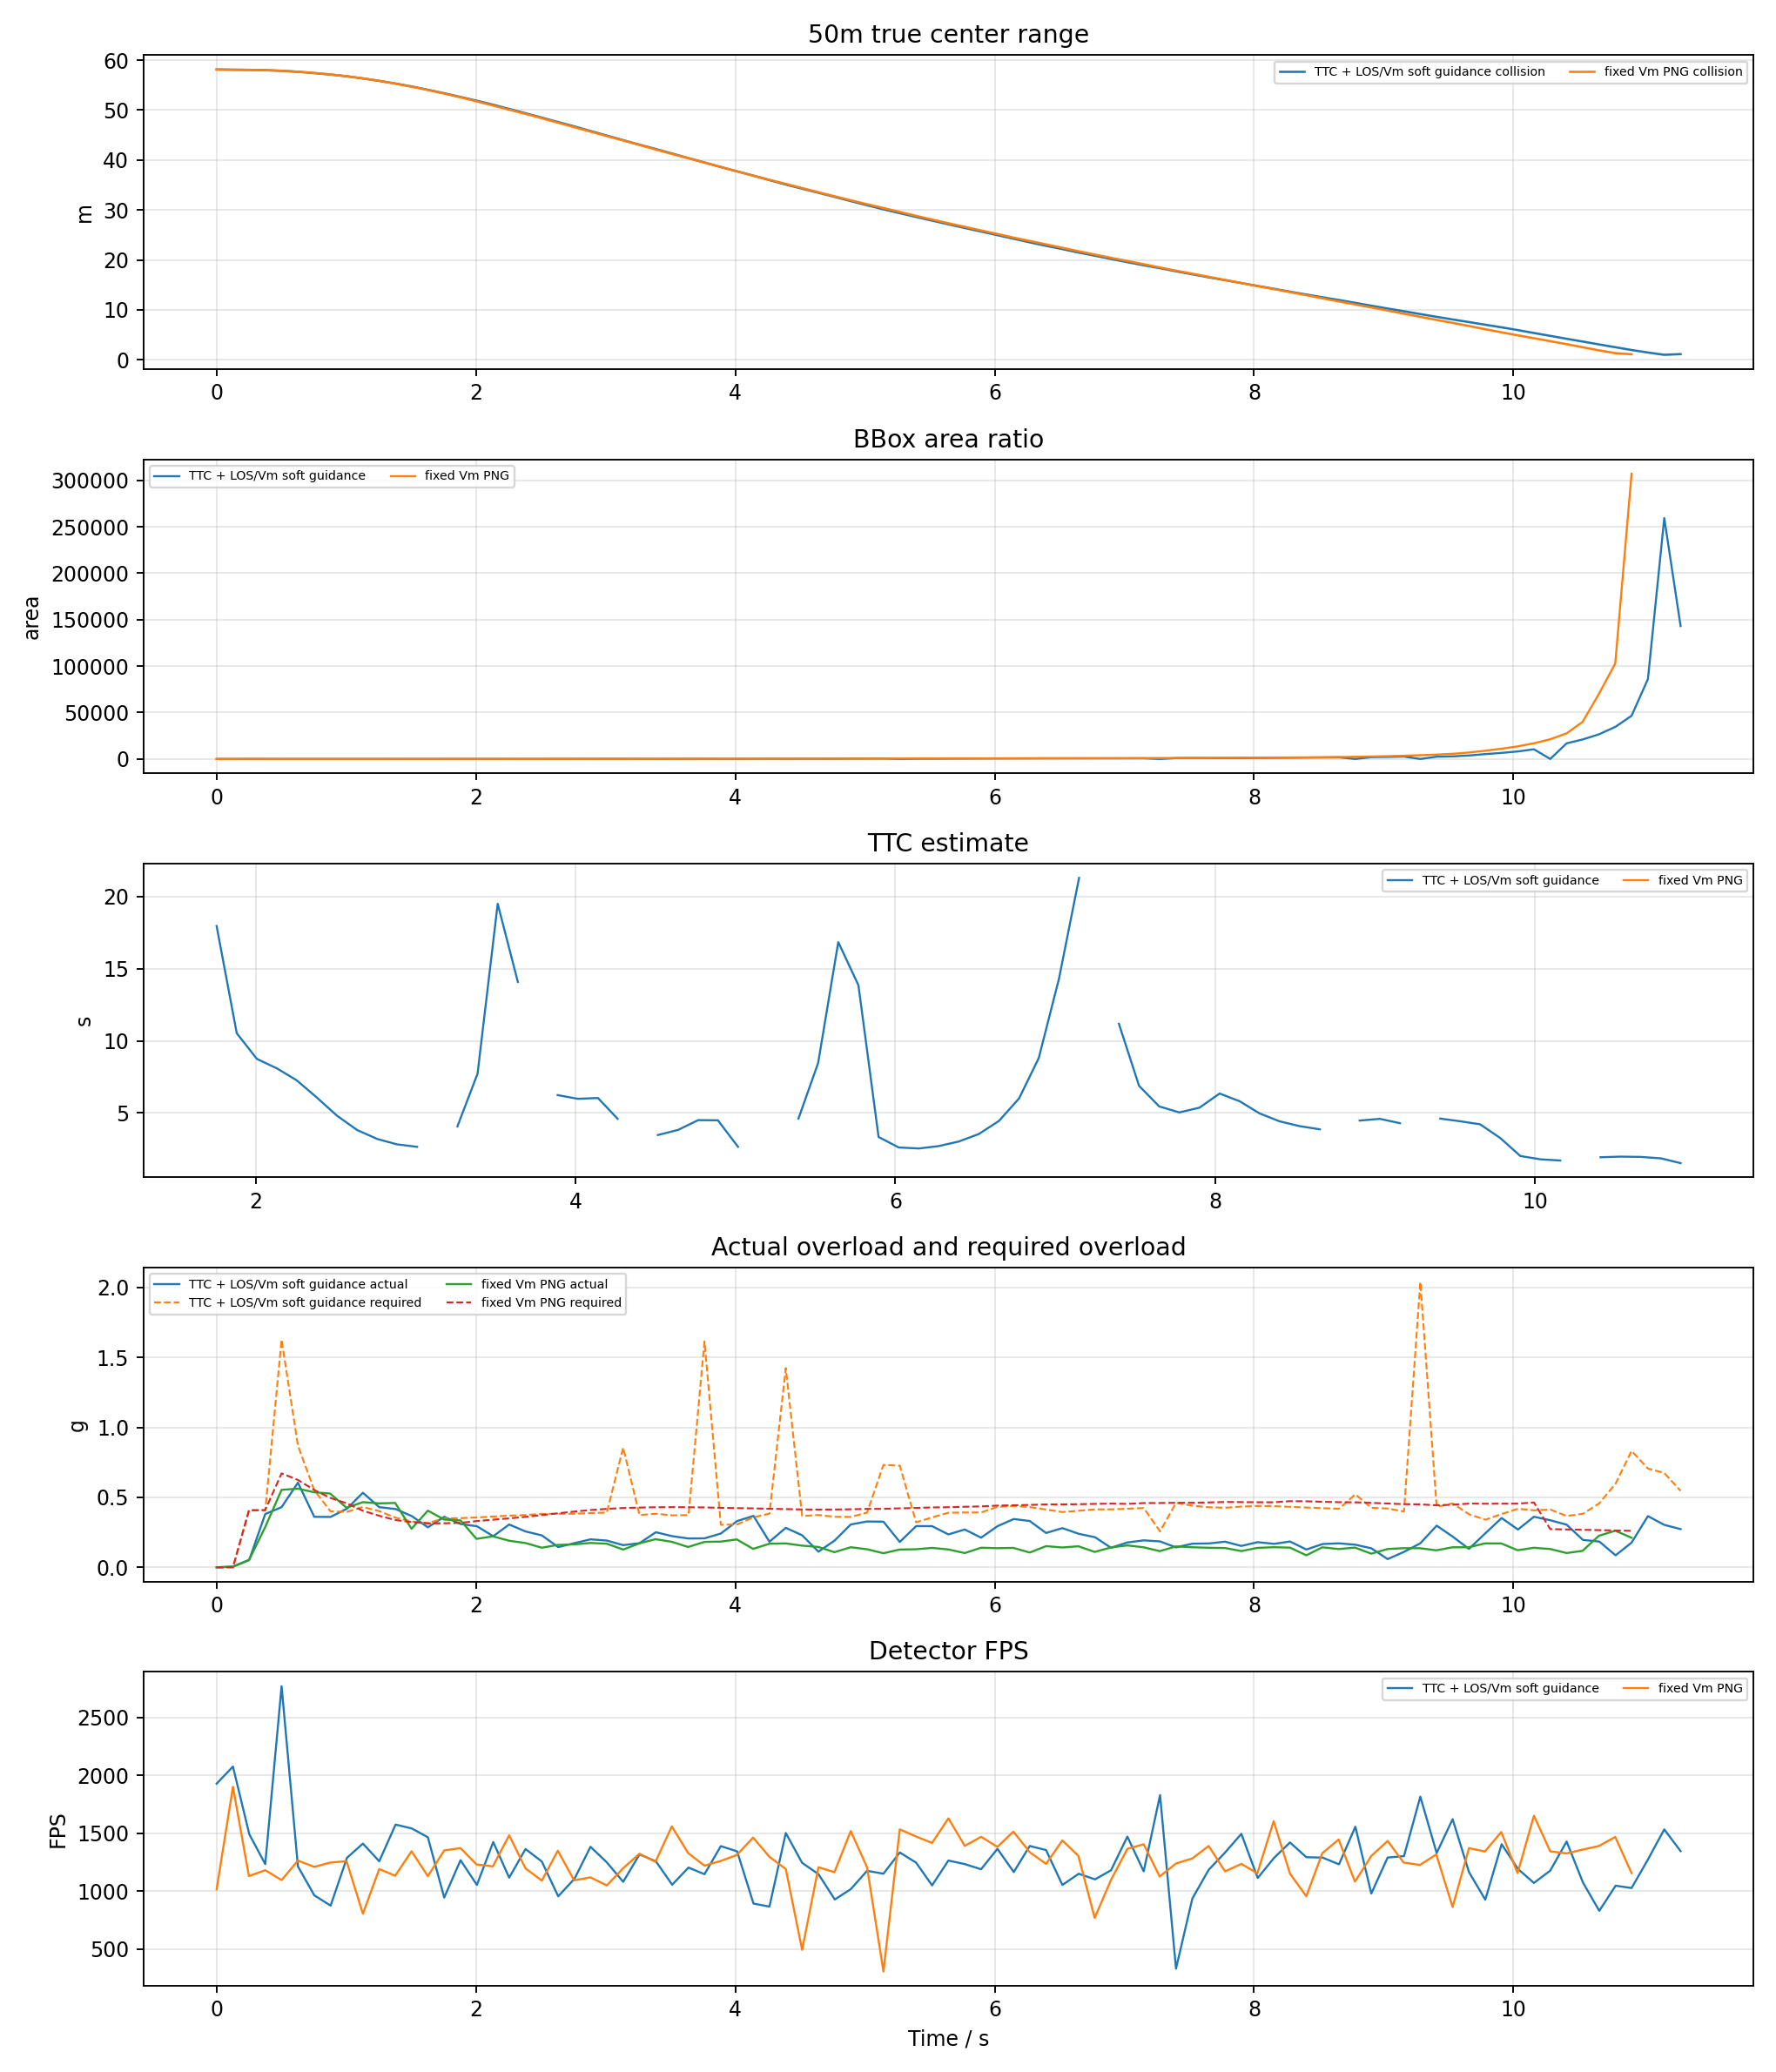 50m true center range
TTC + LOS/Vm soft guidance collision fixed Vm PNG collision
60
50
40
30
20
10
0
m
0 2 4 6 8 10
BBox area ratio
TTC + LOS/Vm soft guidance fixed Vm PNG
300000
250000
200000
150000
100000
50000
0
area
0 2 4 6 8 10
TTC estimate
TTC + LOS/Vm soft guidance fixed Vm PNG
20
15
10
5
s
2 4 6 8 10
Actual overload and required overload
TTC + LOS/Vm soft guidance actual fixed Vm PNG actual
TTC + LOS/Vm soft guidance required fixed Vm PNG required
2.0
1.5
1.0
0.5
0.0
g
0 2 4 6 8 10
Detector FPS
TTC + LOS/Vm soft guidance fixed Vm PNG
2500
2000
1500
1000
500
FPS
0 2 4 6 8 10
Time / s